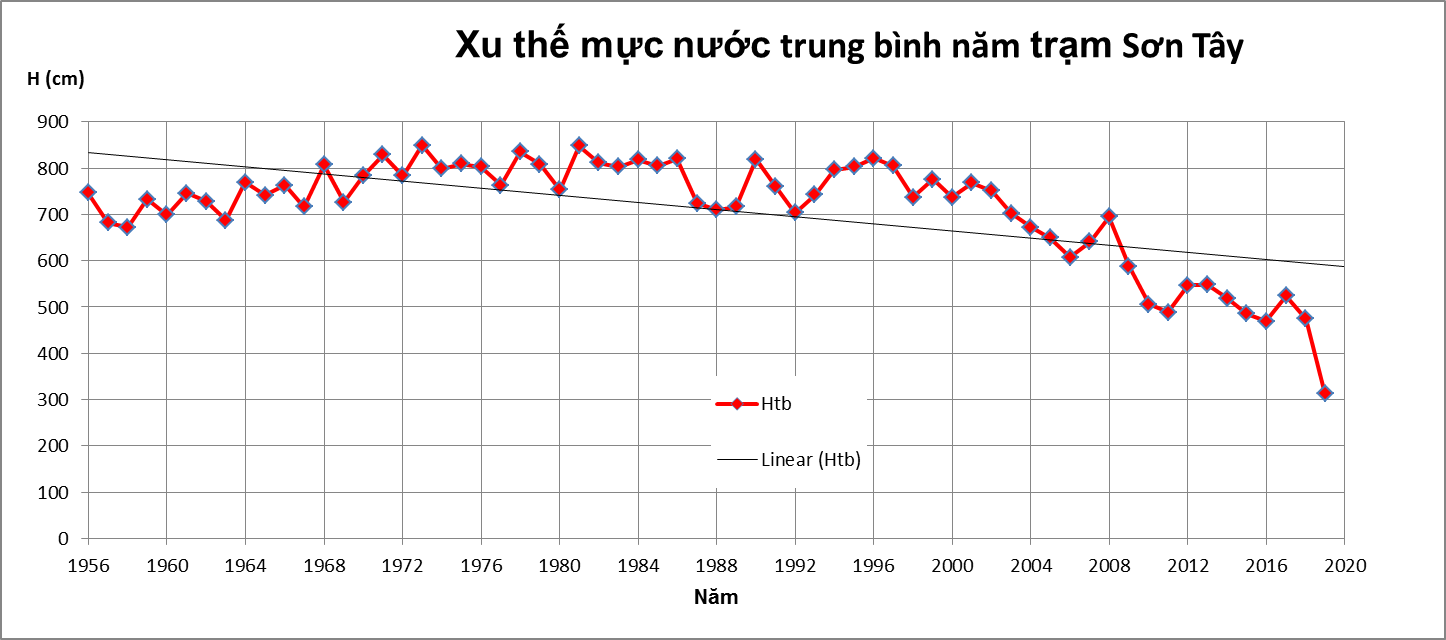 Xu thế mực nước trung bình năm trạm Sơn Tây
H (cm)
900
800
700
600
500
400
300
200
100
0
Htb
Linear (Htb)
1956 1960 1964 1968 1972 1976 1980 1984 1988 1992 1996 2000 2004 2008 2012 2016 2020
Năm